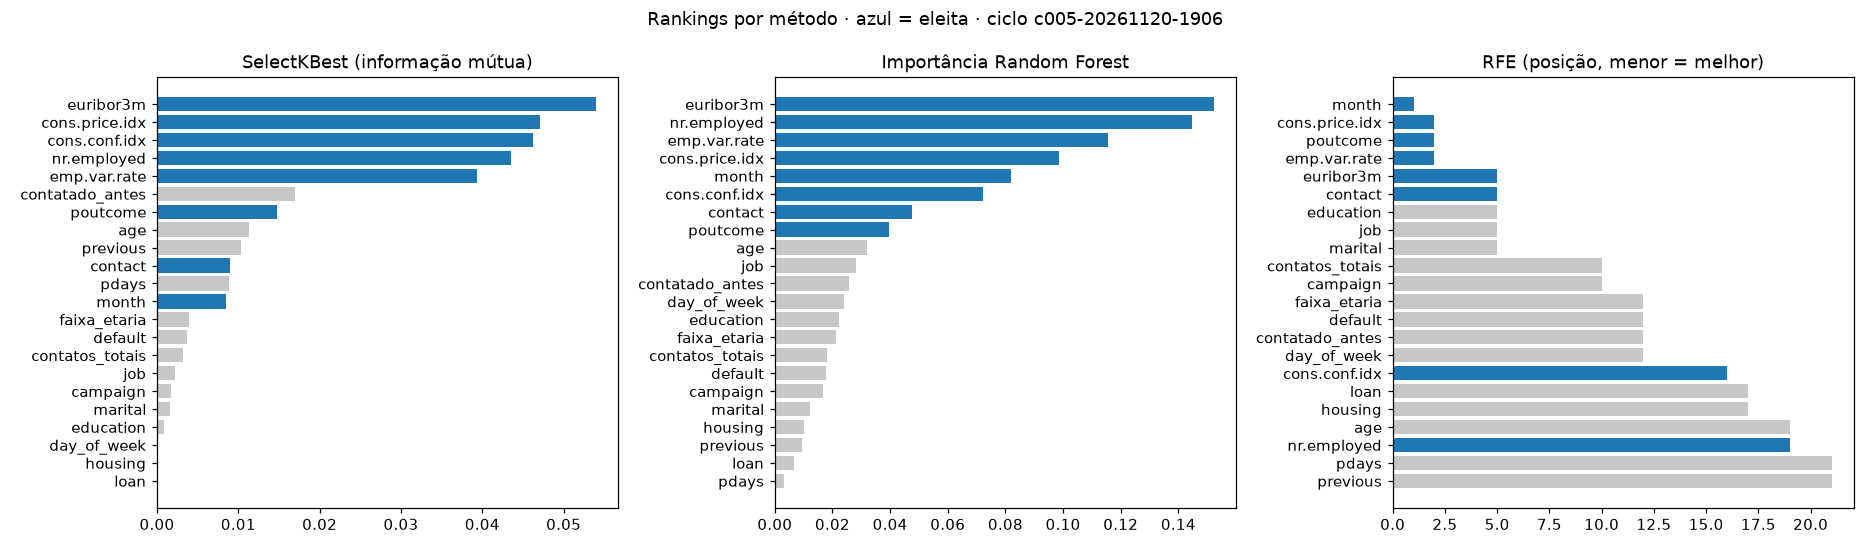 Rankings por método · azul = eleita · ciclo c005-20261120-1906
SelectKBest (informação mútua)
euribor3m
cons.price.idx
cons.conf.idx
nr.employed
emp.var.rate
contatado_antes
poutcome
age
previous
contact
pdays
month
faixa_etaria
default
contatos_totais
job
campaign
marital
education
day_of_week
housing
loan
0.00 0.01 0.02 0.03 0.04 0.05
Importância Random Forest
euribor3m
nr.employed
emp.var.rate
cons.price.idx
month
cons.conf.idx
contact
poutcome
age
job
contatado_antes
day_of_week
education
faixa_etaria
contatos_totais
default
campaign
marital
housing
previous
loan
pdays
0.00 0.02 0.04 0.06 0.08 0.10 0.12 0.14
RFE (posição, menor = melhor)
month
cons.price.idx
poutcome
emp.var.rate
euribor3m
contact
education
job
marital
contatos_totais
campaign
faixa_etaria
default
contatado_antes
day_of_week
cons.conf.idx
loan
housing
age
nr.employed
pdays
previous
0.0 2.5 5.0 7.5 10.0 12.5 15.0 17.5 20.0